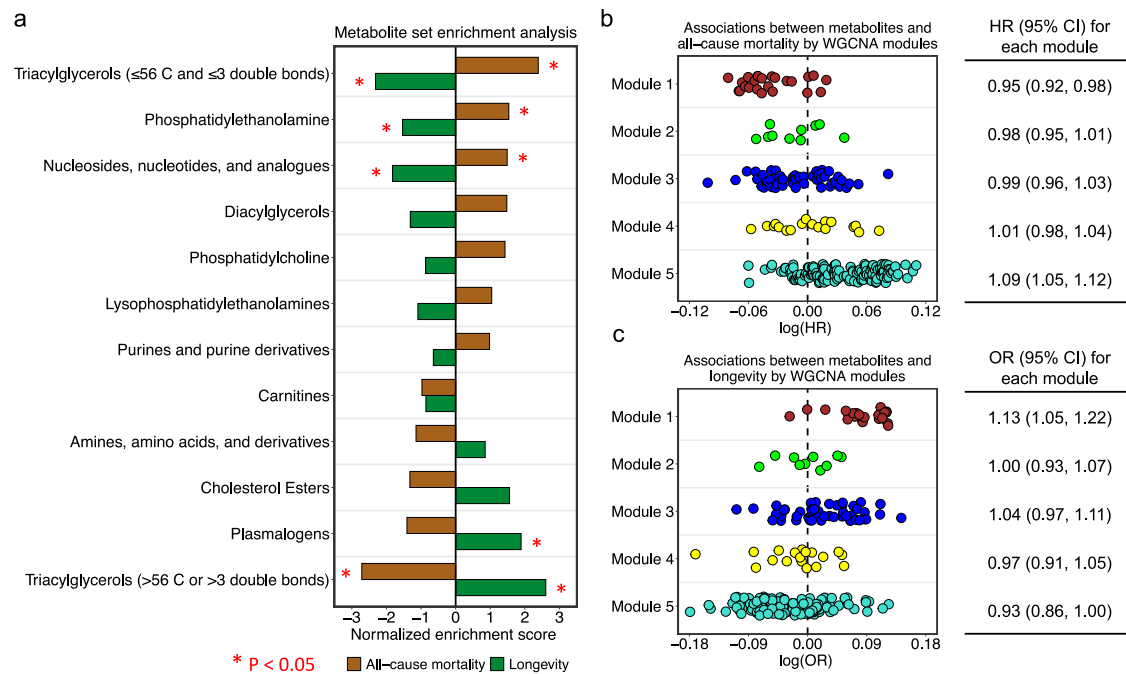 a
Metabolite set enrichment analysis
Triacylglycerols (≤56 C and ≤3 double bonds)
*
*
Phosphatidylethanolamine
*
*
Nucleosides, nucleotides, and analogues
*
*
Diacylglycerols
Phosphatidylcholine
Lysophosphatidylethanolamines
Purines and purine derivatives
Carnitines
Amines, amino acids, and derivatives
Cholesterol Esters
Plasmalogens
*
Triacylglycerols (>56 C or >3 double bonds)
*
*
−3 −2 −1 0 1 2 3
Normalized enrichment score
* P < 0.05
All−cause mortality
Longevity
b
Associations between metabolites and
all−cause mortality by WGCNA modules
HR (95% CI) for
each module
Module 1
0.95 (0.92, 0.98)
Module 2
0.98 (0.95, 1.01)
Module 3
0.99 (0.96, 1.03)
Module 4
1.01 (0.98, 1.04)
Module 5
1.09 (1.05, 1.12)
−0.12 −0.06 0.00 0.06 0.12
log(HR)
c
Associations between metabolites and
longevity by WGCNA modules
OR (95% CI) for
each module
Module 1
1.13 (1.05, 1.22)
Module 2
1.00 (0.93, 1.07)
Module 3
1.04 (0.97, 1.11)
Module 4
0.97 (0.91, 1.05)
Module 5
0.93 (0.86, 1.00)
−0.18 −0.09 0.00 0.09 0.18
log(OR)